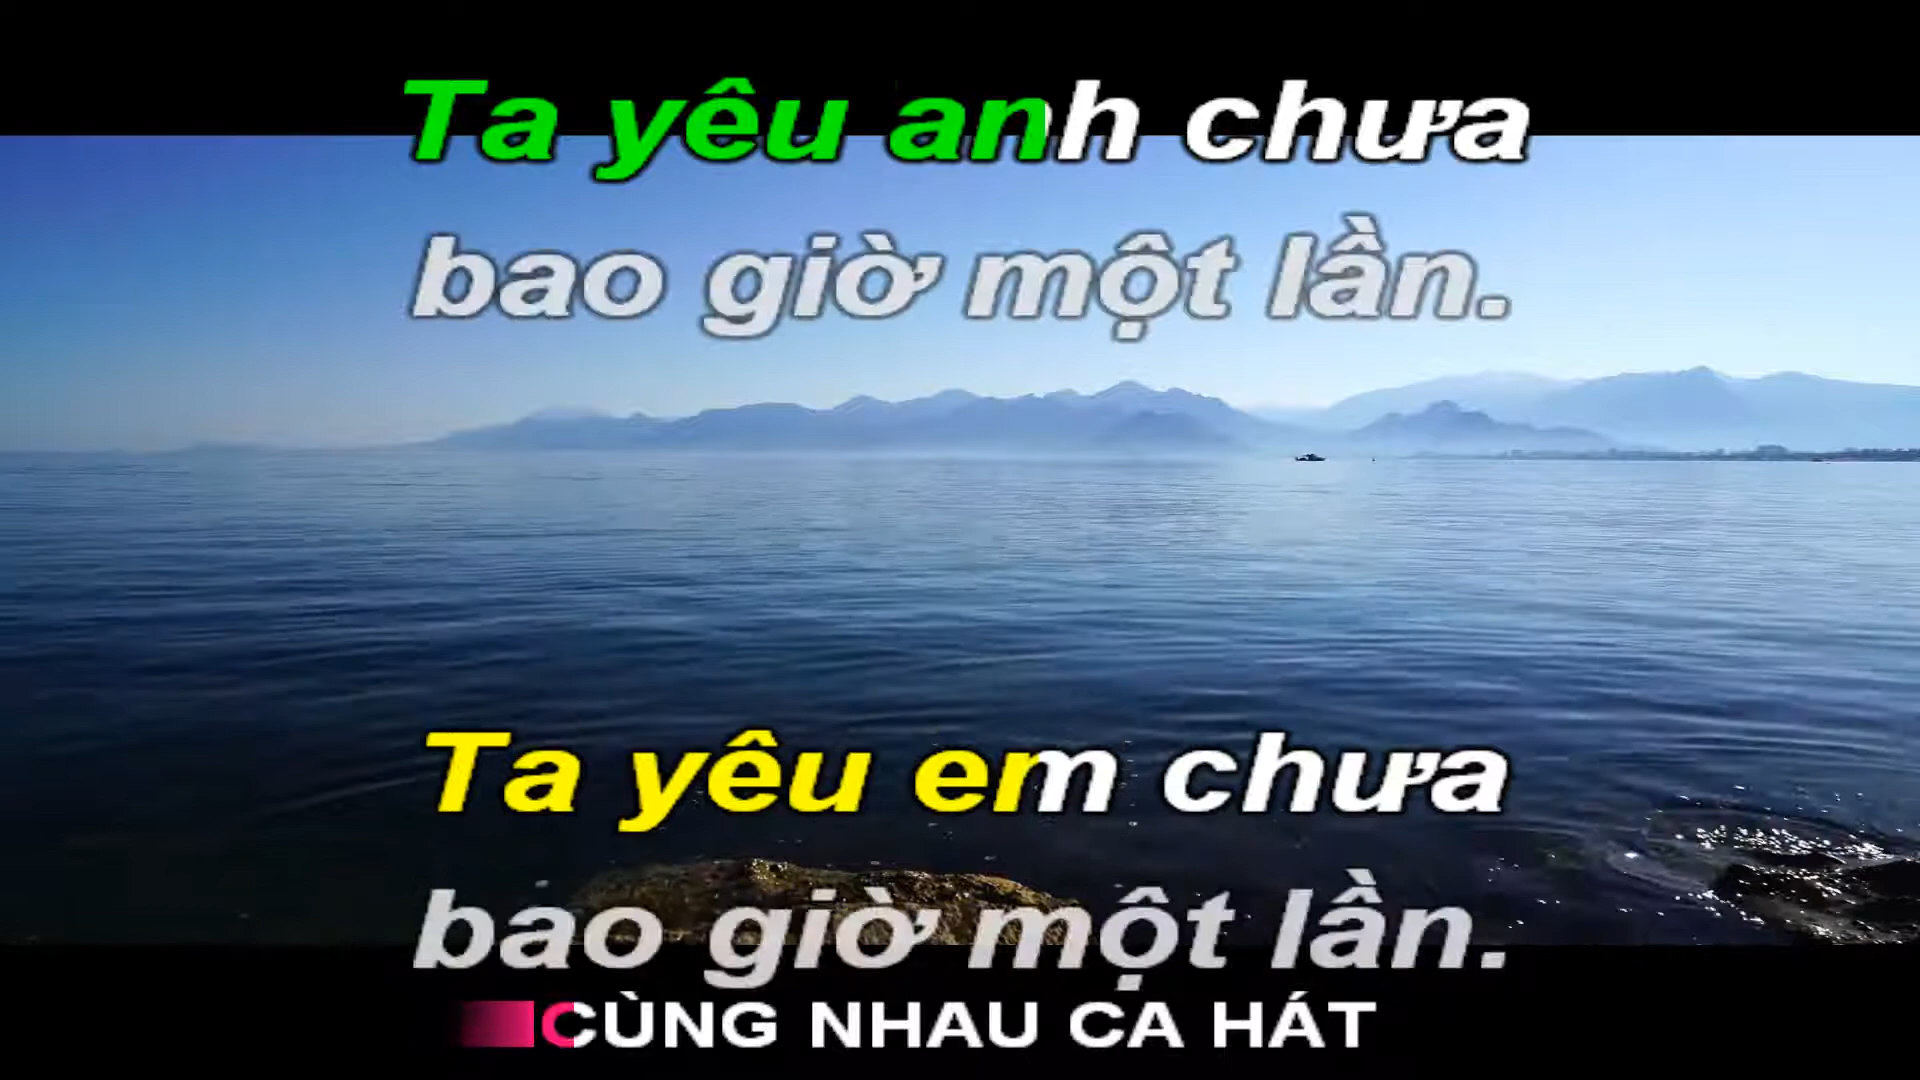 Ta yêu anh chưa
bao giờ một lần.
Ta yêu em chưa
bao giờ một lần.
CÙNG NHAU CA HÁT